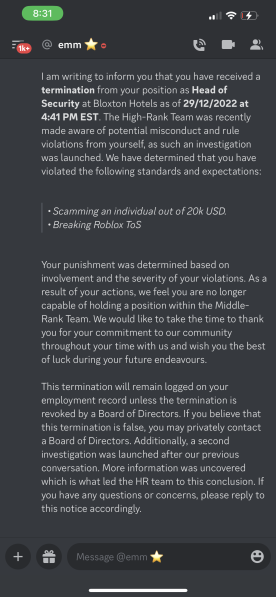 8:31
1k+
@ emm ⭐
I am writing to inform you that you have received a
termination from your position as Head of
Security at Bloxton Hotels as of 29/12/2022 at
4:41 PM EST. The High-Rank Team was recently
made aware of potential misconduct and rule
violations from yourself, as such an investigation
was launched. We have determined that you have
violated the following standards and expectations:
• Scamming an individual out of 20k USD.
• Breaking Roblox ToS
Your punishment was determined based on
involvement and the severity of your violations. As a
result of your actions, we feel you are no longer
capable of holding a position within the Middle-
Rank Team. We would like to take the time to thank
you for your commitment to our community
throughout your time with us and wish you the best
of luck during your future endeavours.
This termination will remain logged on your
employment record unless the termination is
revoked by a Board of Directors. If you believe that
this termination is false, you may privately contact
a Board of Directors. Additionally, a second
investigation was launched after our previous
conversation. More information was uncovered
which is what led the HR team to this conclusion. If
you have any questions or concerns, please reply to
this notice accordingly.
Message @emm ⭐